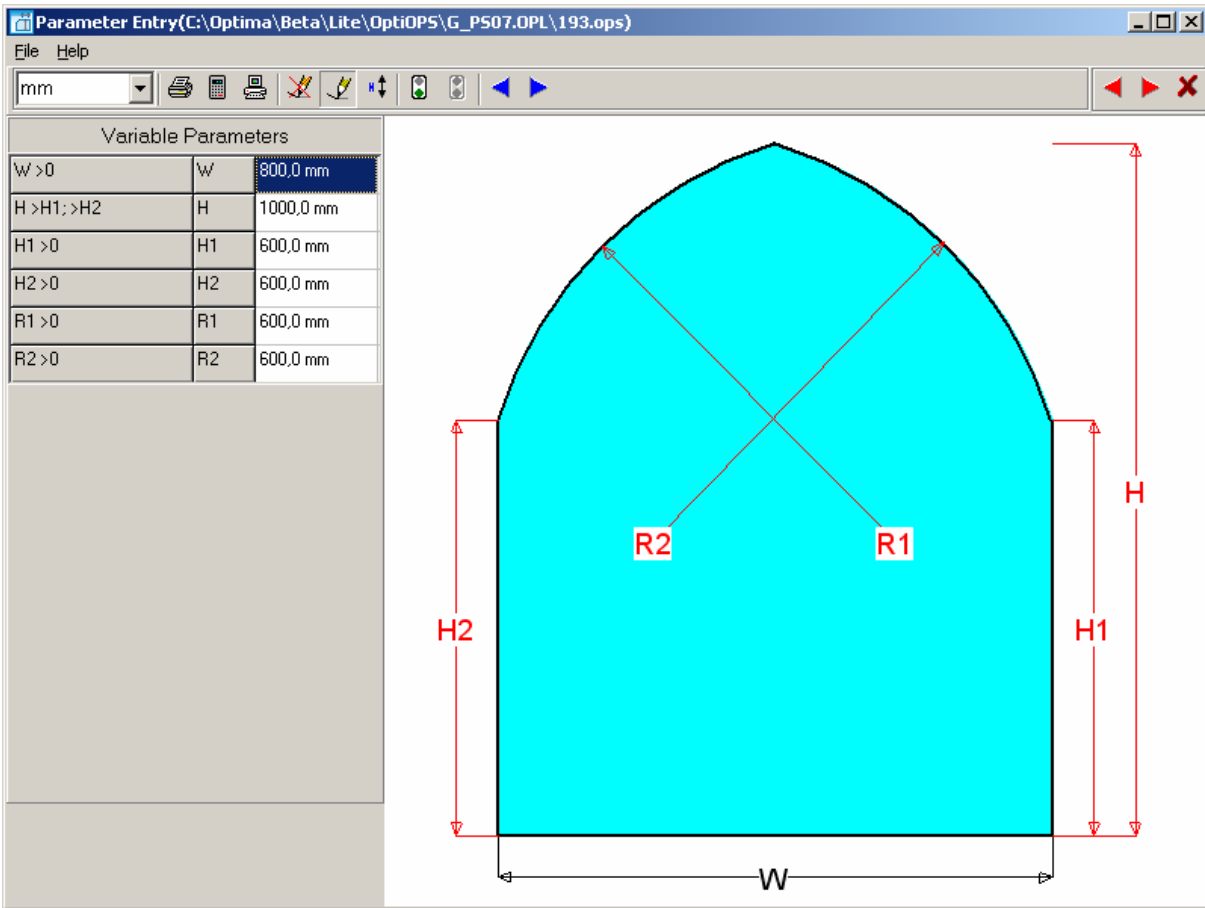 Parameter Entry(C:\Optima\Beta\Lite\OptiOPS\G_PS07.OPL\193.ops)
File Help
mm
Variable Parameters
W >0 W 800,0 mm
H >H1; >H2 H 1000,0 mm
H1 >0 H1 600,0 mm
H2 >0 H2 600,0 mm
R1 >0 R1 600,0 mm
R2 >0 R2 600,0 mm
H
R2 R1
H2 H1
W